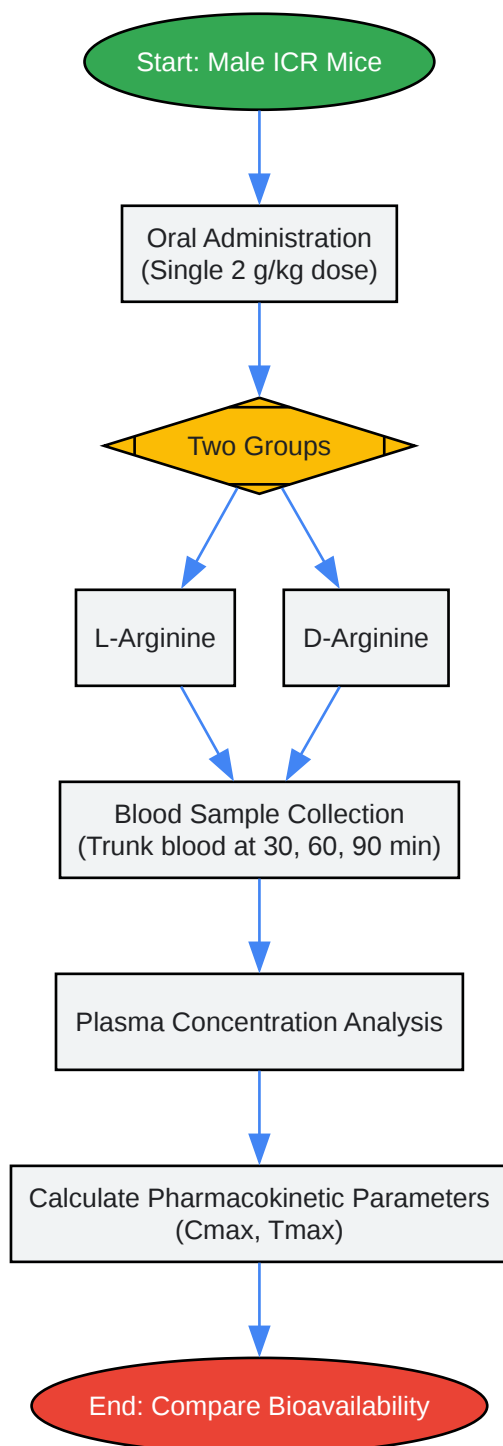 Start: Male ICR Mice
Oral Administration
(Single 2 g/kg dose)
Two Groups
L-Arginine
D-Arginine
Blood Sample Collection
(Trunk blood at 30, 60, 90 min)
Plasma Concentration Analysis
Calculate Pharmacokinetic Parameters
(Cmax, Tmax)
End: Compare Bioavailability